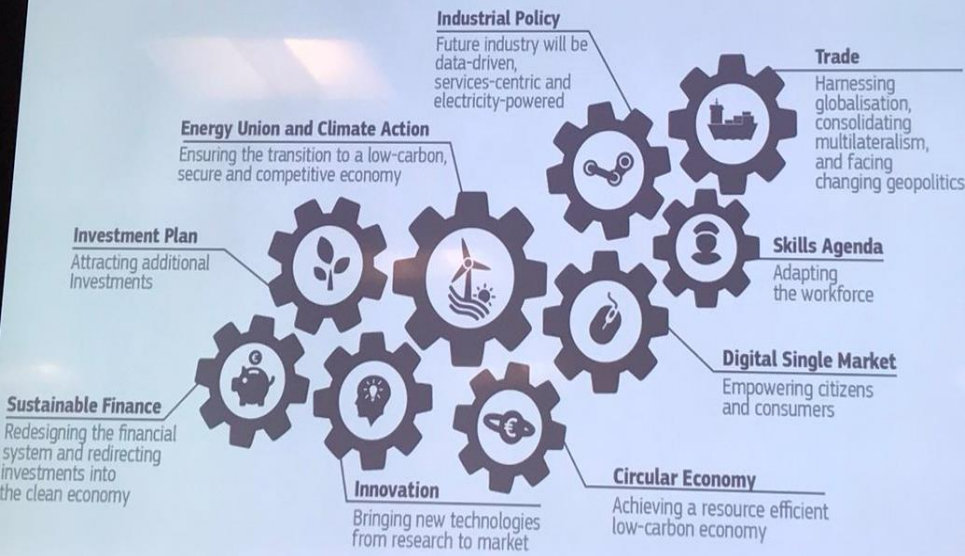 Industrial Policy
Future industry will be
data-driven,
services-centric and
electricity-powered
Trade
Harnessing
globalisation,
consolidating
multilateralism,
and facing
changing geopolitics
Energy Union and Climate Action
Ensuring the transition to a low-carbon,
secure and competitive economy
Investment Plan
Attracting additional
Investments
Skills Agenda
Adapting
the workforce
Digital Single Market
Empowering citizens
and consumers
Sustainable Finance
Redesigning the financial
system and redirecting
investments into
the clean economy
Innovation
Bringing new technologies
from research to market
Circular Economy
Achieving a resource efficient
low-carbon economy
€
€